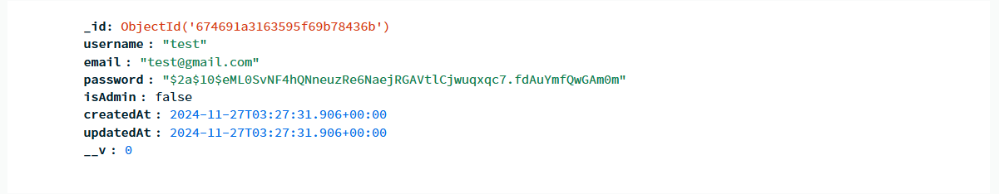 _id: ObjectId('674691a3163595f69b78436b')
username : "test"
email : "test@gmail.com"
password : "$2a$10$eML0SvNF4hQNneuzRe6NaejRGAVtlCjwuqxqc7.fdAuYmfQwGAm0m"
isAdmin : false
createdAt : 2024-11-27T03:27:31.906+00:00
updatedAt : 2024-11-27T03:27:31.906+00:00
__v : 0